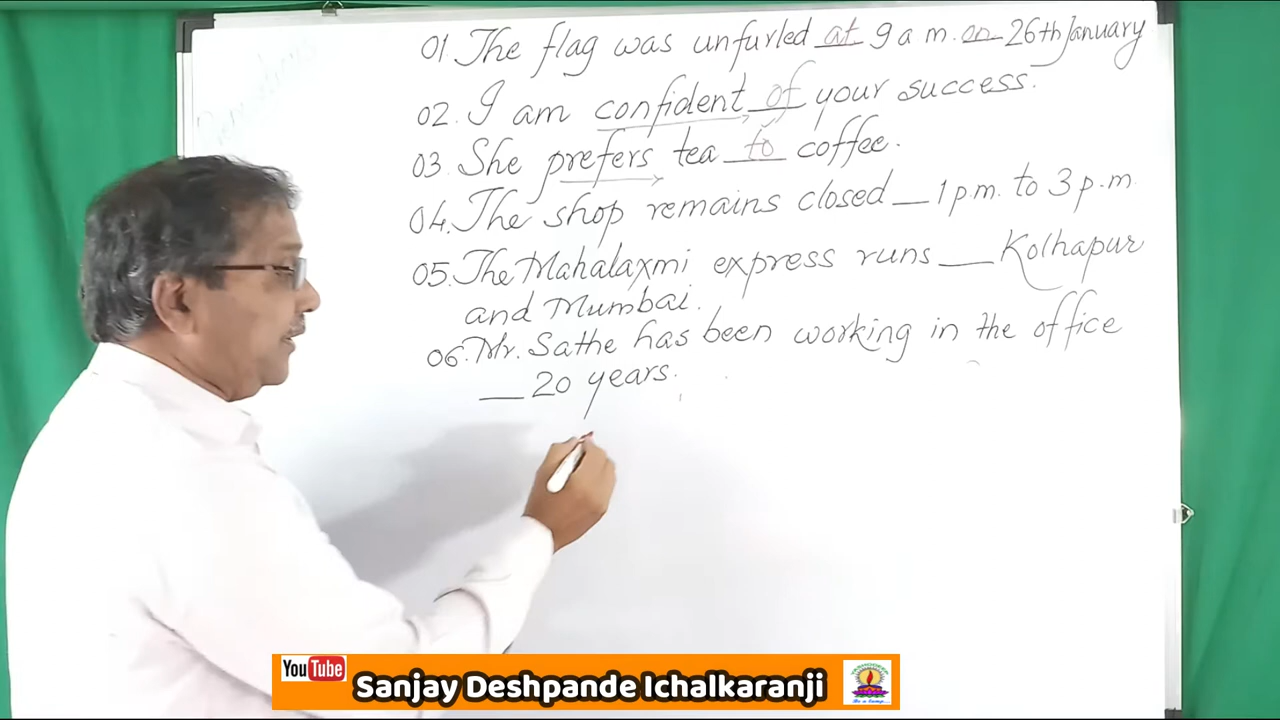 01 The flag was unfurled at 9 a m. on 26th January
02. I am confident of your success.
03. She prefers tea to coffee.
04. The shop remains closed __ 1 p.m. to 3 p.m
05. The Mahalaxmi express runs __ Kolhapur
and Mumbai.
06. Mr. Sathe has been working in the office
__ 20 years.
YouTube
Sanjay Deshpande Ichalkaranji